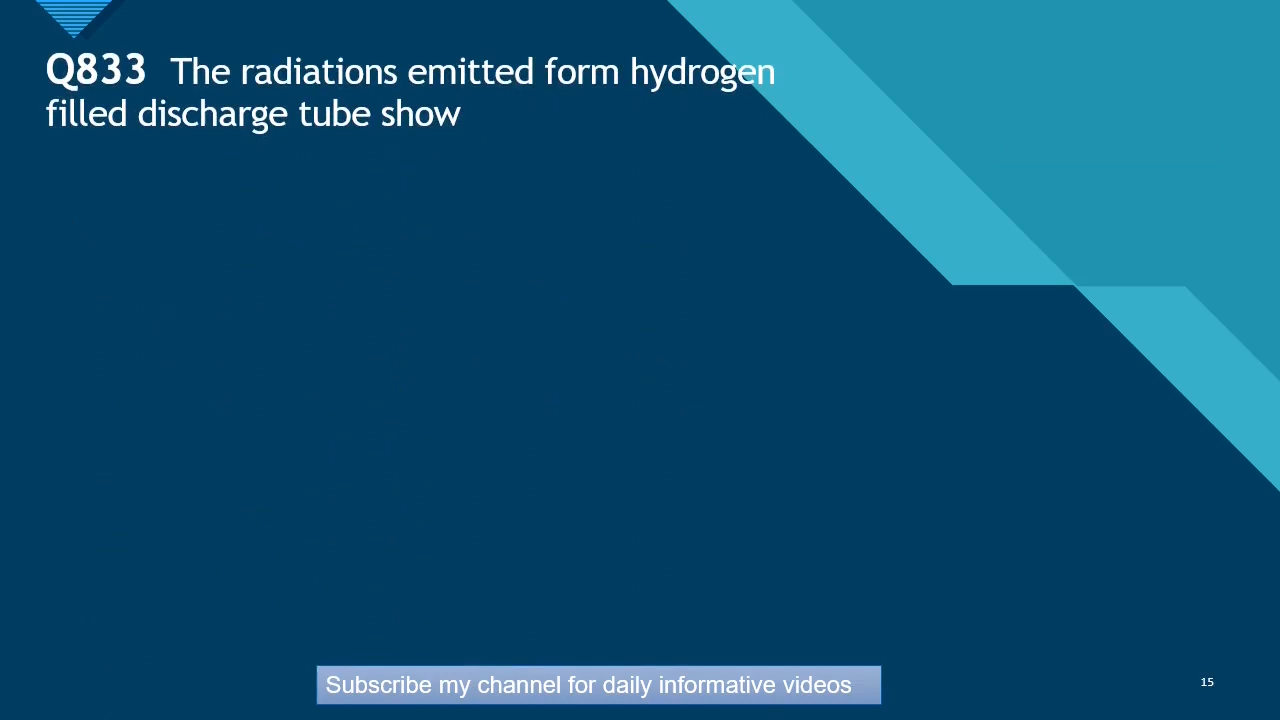 Q833 The radiations emitted form hydrogen
filled discharge tube show
Subscribe my channel for daily informative videos
15